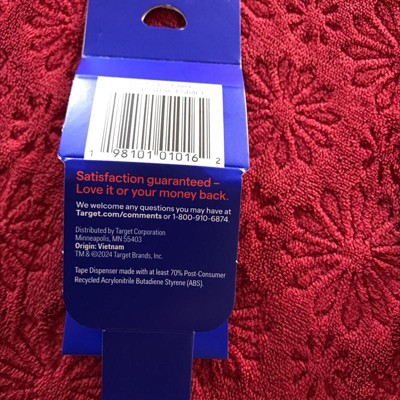 1 98101 01016 2
Satisfaction guaranteed –
Love it or your money back.
We welcome any questions you may have at
Target.com/comments or 1-800-910-6874.
Distributed by Target Corporation
Minneapolis, MN 55403
Origin: Vietnam
TM & ©2024 Target Brands, Inc.
Tape Dispenser made with at least 70% Post-Consumer
Recycled Acrylonitrile Butadiene Styrene (ABS).